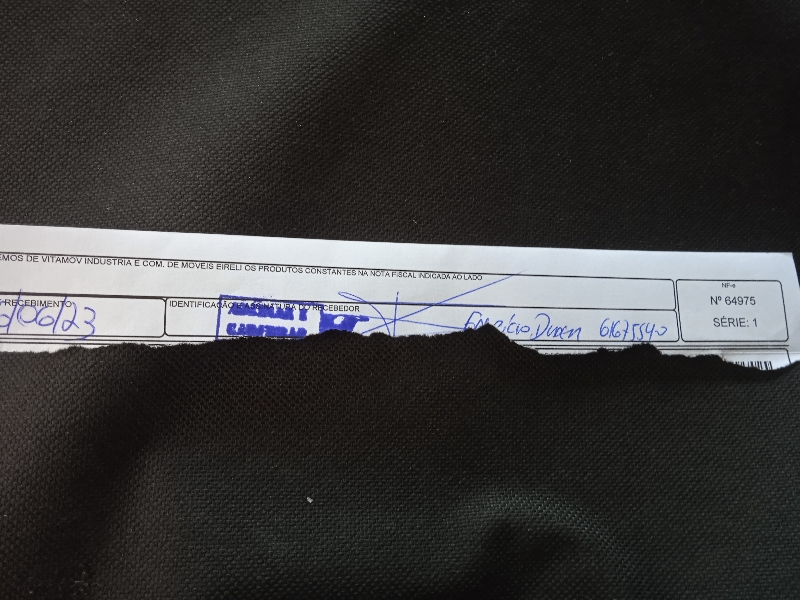 EMOS DE VITAMOV INDUSTRIA E COM. DE MOVEIS EIRELI OS PRODUTOS CONSTANTES NA NOTA FISCAL INDICADA AO LADO
NF-e
Nº 64975
SÉRIE: 1
RECEBIMENTO
/06/23
IDENTIFICAÇÃO E ASSINATURA DO RECEBEDOR
61675540